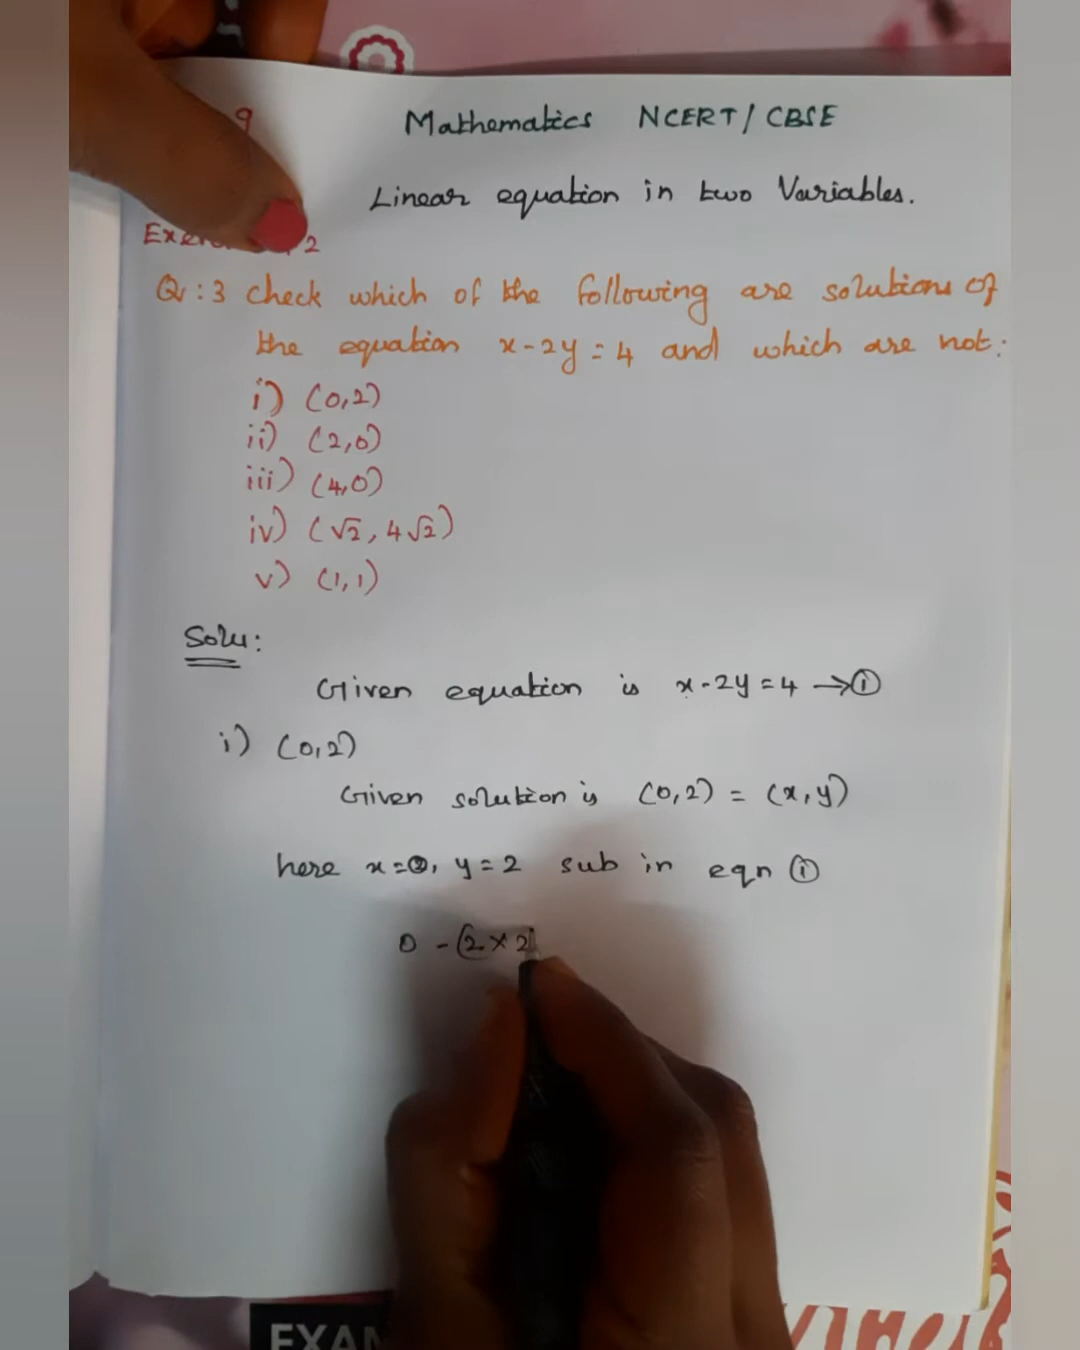 9
Mathematics NCERT/CBSE
Linear equation in two Variables.
2
Q:3 check which of the following are solutions of
the equation x-2y=4 and which are not:
i) (0,2)
ii) (2,0)
iii) (4,0)
iv) (√2, 4√2)
v) (1,1)
Solu:
Given equation is x-2y=4 →①
i) (0,2)
Given solution is (0,2) = (x,y)
here x=0, y=2 sub in eqn ①
0 -(2×2
EXAM